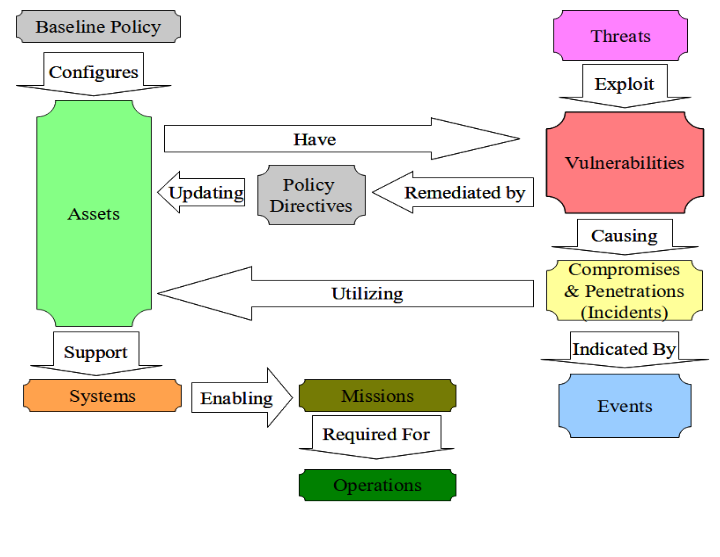 Baseline Policy
Threats
Configures
Exploit
Have
Vulnerabilities
Updating
Policy
Directives
Remediated by
Assets
Causing
Compromises
& Penetrations
(Incidents)
Utilizing
Support
Indicated By
Systems
Enabling
Missions
Events
Required For
Operations